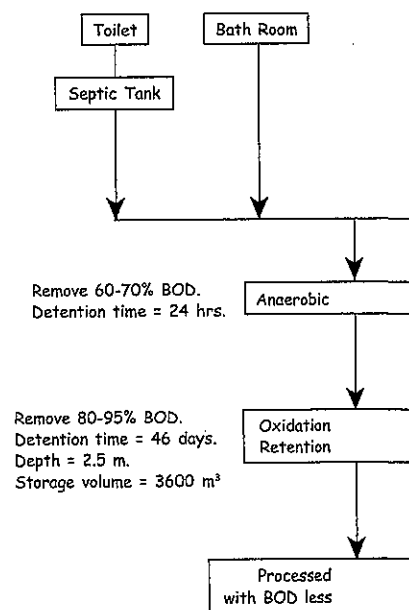 Toilet
Bath Room
Septic Tank
Remove 60-70% BOD.
Detention time = 24 hrs.
Anaerobic
Remove 80-95% BOD.
Detention time = 46 days.
Depth = 2.5 m.
Storage volume = 3600 m³
Oxidation
Retention
Processed
with BOD less